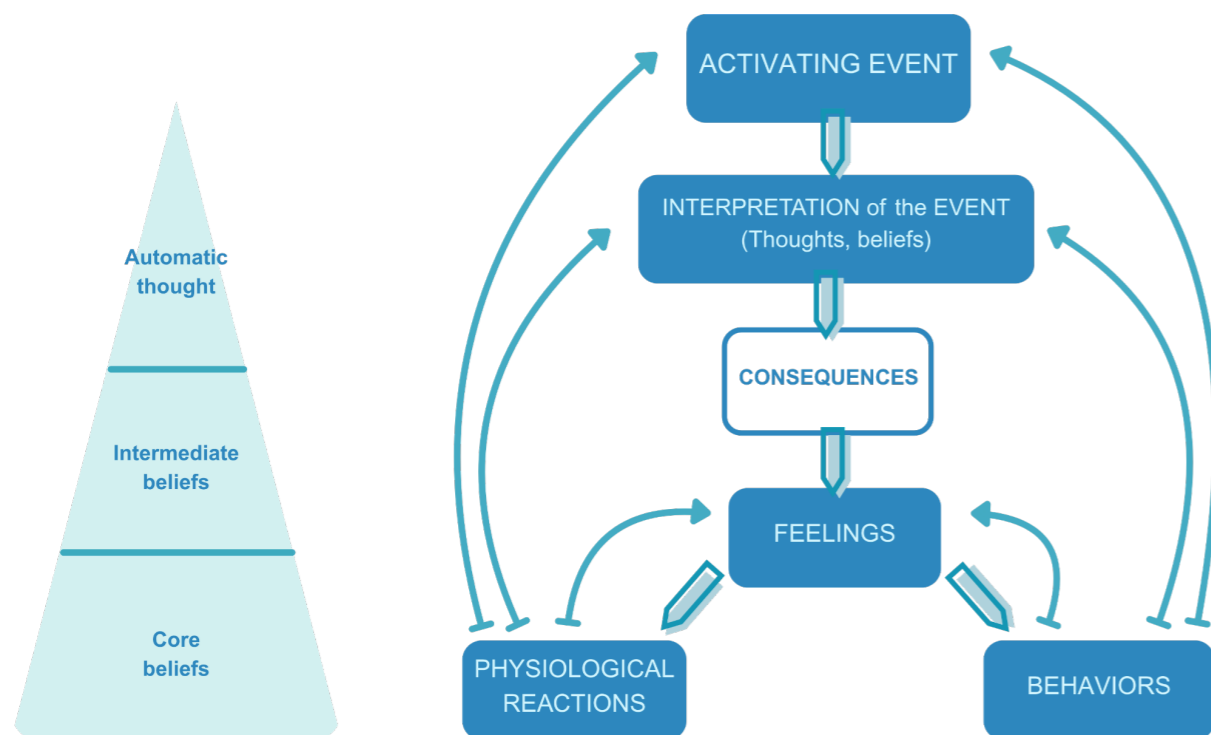 Automatic
thought
Intermediate
beliefs
Core
beliefs
ACTIVATING EVENT
INTERPRETATION of the EVENT
(Thoughts, beliefs)
CONSEQUENCES
FEELINGS
PHYSIOLOGICAL
REACTIONS
BEHAVIORS